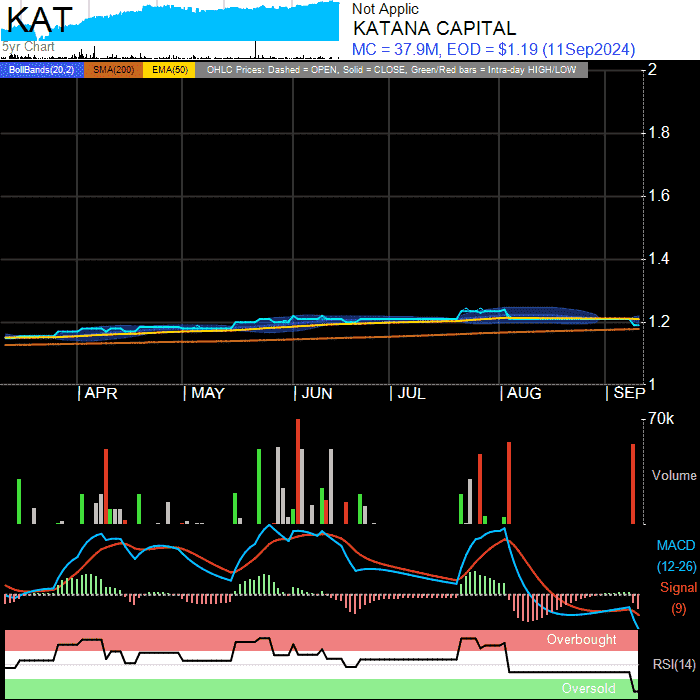 KAT
5yr Chart
Not Applic
KATANA CAPITAL
MC = 37.9M, EOD = $1.19 (11Sep2024)
BollBands(20,2) SMA(200) EMA(50) OHLC Prices: Dashed = OPEN, Solid = CLOSE, Green/Red bars = Intra-day HIGH/LOW
2
1.8
1.6
1.4
1.2
1
APR MAY JUN JUL AUG SEP
70k
Volume
MACD
(12-26)
Signal
(9)
Overbought
RSI(14)
Oversold